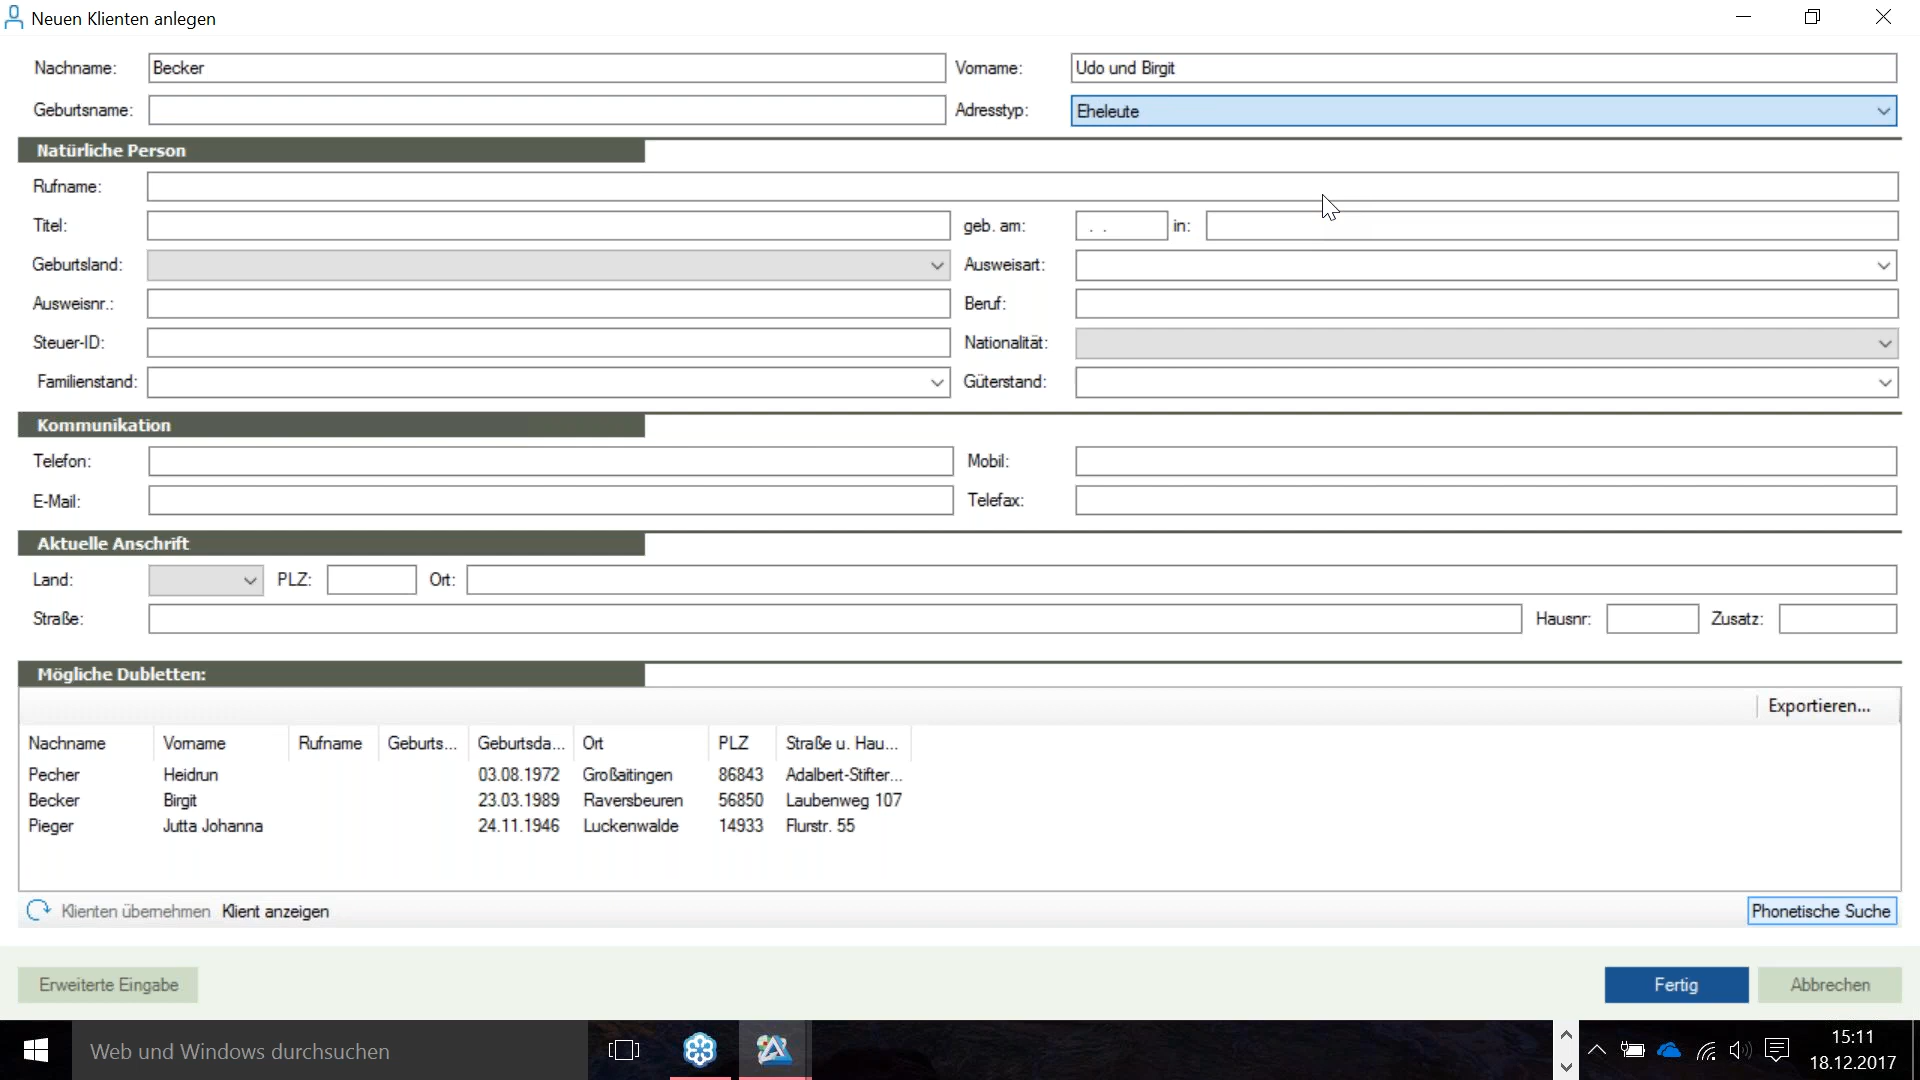 Neuen Klienten anlegen
Nachname: Becker Vorname: Udo und Birgit
Geburtsname: Adresstyp: Eheleute
Natürliche Person
Rufname:
Titel: geb. am: . . in:
Geburtsland: Ausweisart:
Ausweisnr.: Beruf:
Steuer-ID: Nationalität:
Familienstand: Güterstand:
Kommunikation
Telefon: Mobil:
E-Mail: Telefax:
Aktuelle Anschrift
Land: PLZ: Ort:
Straße: Hausnr: Zusatz:
Mögliche Dubletten:
Exportieren...
Nachname Vorname Rufname Geburts... Geburtsda... Ort PLZ Straße u. Hau...
Pecher Heidrun 03.08.1972 Großaitingen 86843 Adalbert-Stifter...
Becker Birgit 23.03.1989 Raversbeuren 56850 Laubenweg 107
Pieger Jutta Johanna 24.11.1946 Luckenwalde 14933 Flurstr. 55
Klienten übernehmen Klient anzeigen Phonetische Suche
Erweiterte Eingabe Fertig Abbrechen
Web und Windows durchsuchen
15:11
18.12.2017